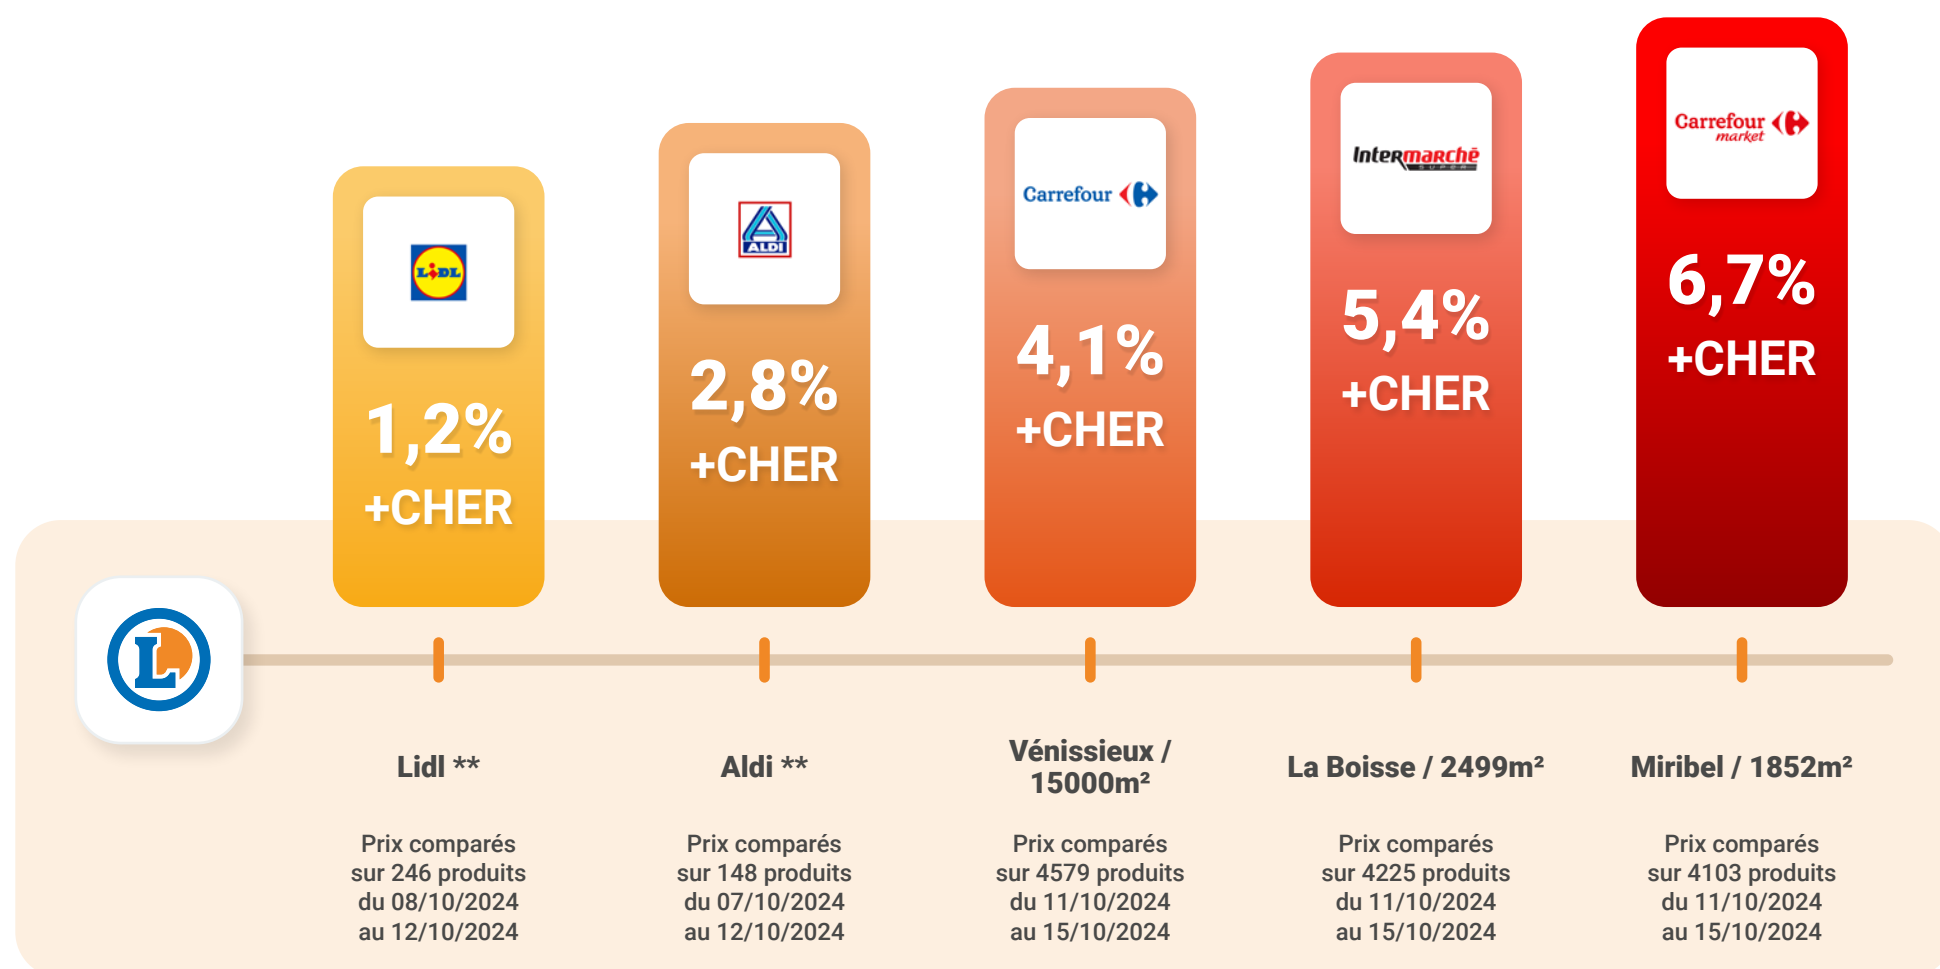 LIDL
1,2%
+CHER
ALDI
2,8%
+CHER
Carrefour
4,1%
+CHER
Intermarchē
SUPER
5,4%
+CHER
Carrefour
market
6,7%
+CHER
L
Lidl **
Prix comparés
sur 246 produits
du 08/10/2024
au 12/10/2024
Aldi **
Prix comparés
sur 148 produits
du 07/10/2024
au 12/10/2024
Vénissieux /
15000m²
Prix comparés
sur 4579 produits
du 11/10/2024
au 15/10/2024
La Boisse / 2499m²
Prix comparés
sur 4225 produits
du 11/10/2024
au 15/10/2024
Miribel / 1852m²
Prix comparés
sur 4103 produits
du 11/10/2024
au 15/10/2024